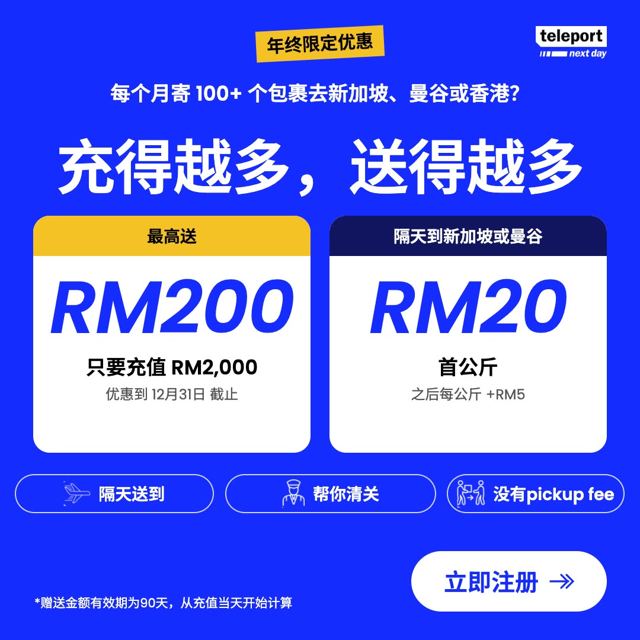 年终限定优惠
teleport
next day
每个月寄 100+ 个包裹去新加坡、曼谷或香港?
充得越多，送得越多
最高送
RM200
只要充值 RM2,000
优惠到 12月31日 截止
隔天到新加坡或曼谷
RM20
首公斤
之后每公斤 +RM5
隔天送到
帮你清关
没有pickup fee
立即注册
*赠送金额有效期为90天，从充值当天开始计算